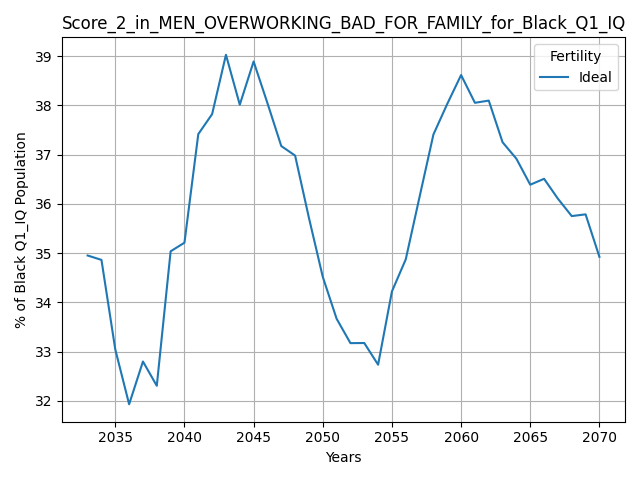 Score_2_in_MEN_OVERWORKING_BAD_FOR_FAMILY_for_Black_Q1_IQ
Fertility
Ideal
% of Black Q1_IQ Population
39
38
37
36
35
34
33
32
2035 2040 2045 2050 2055 2060 2065 2070
Years